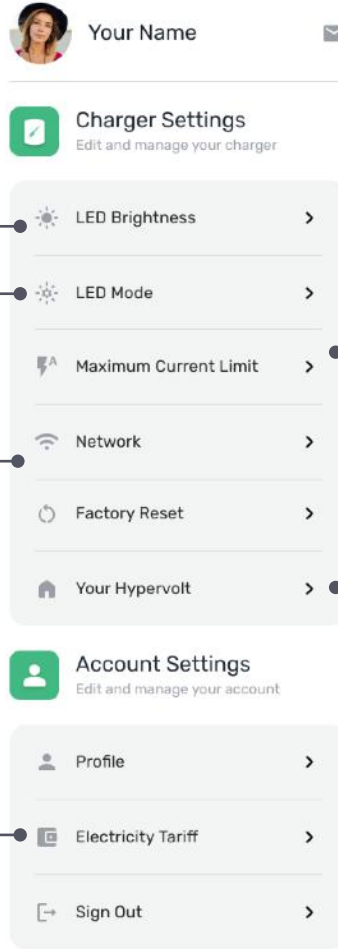 Your Name
Charger Settings
Edit and manage your charger
LED Brightness
LED Mode
A
Maximum Current Limit
Network
Factory Reset
Your Hypervolt
Account Settings
Edit and manage your account
Profile
Electricity Tariff
Sign Out